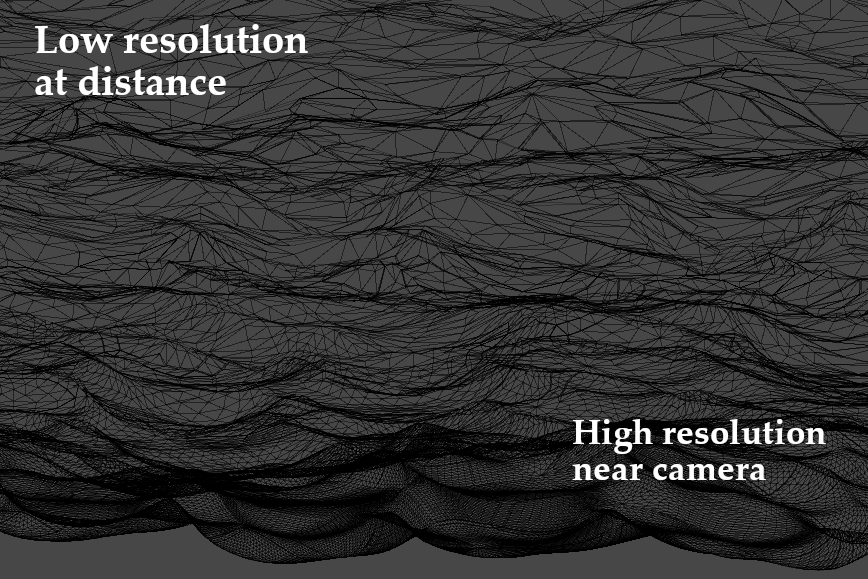 Low resolution
at distance
High resolution
near camera